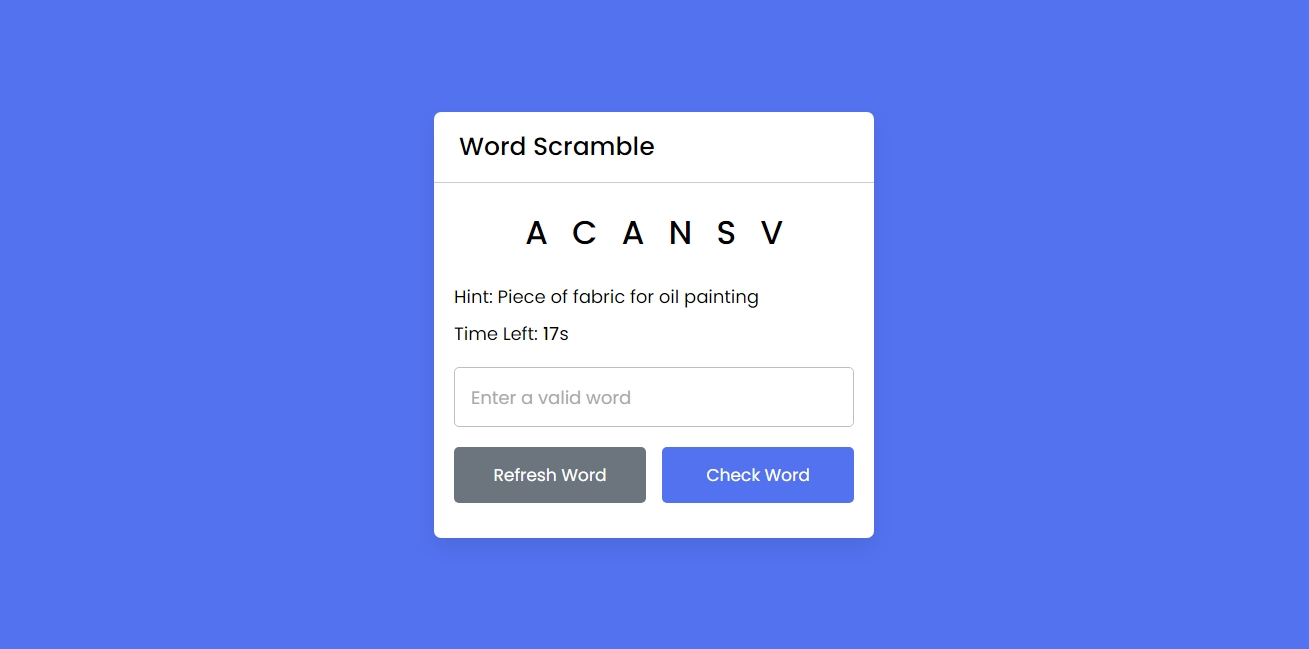 Word Scramble
A C A N S V
Hint: Piece of fabric for oil painting
Time Left: 17s
Enter a valid word
Refresh Word Check Word